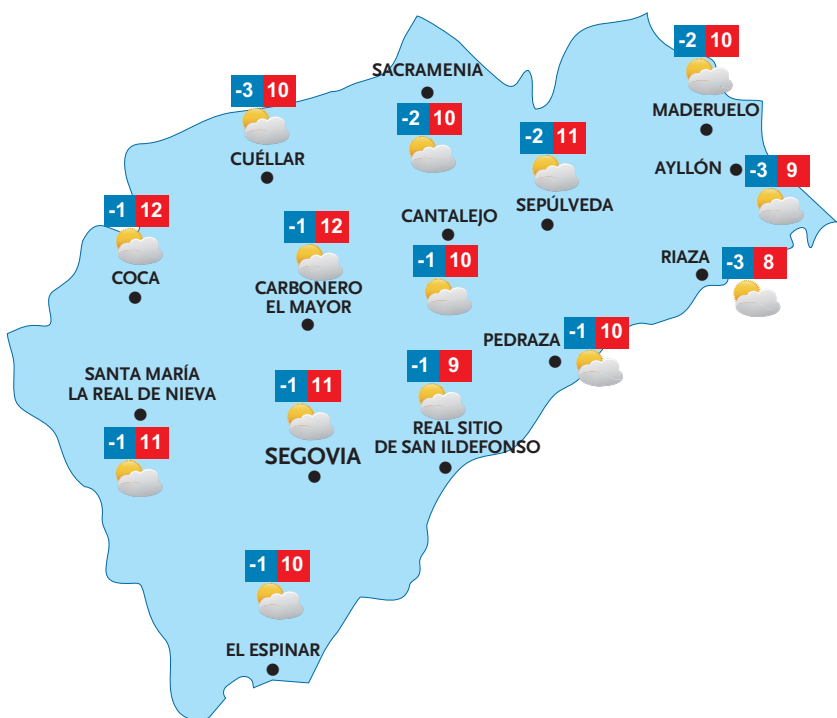 -2 10
MADERUELO
SACRAMENIA
-2 10
-3 10
CUÉLLAR
-2 11
SEPÚLVEDA
AYLLÓN
-3 9
-1 12
COCA
-1 12
CARBONERO
EL MAYOR
CANTALEJO
-1 10
RIAZA
-3 8
PEDRAZA
-1 10
SANTA MARÍA
LA REAL DE NIEVA
-1 11
-1 11
SEGOVIA
-1 9
REAL SITIO
DE SAN ILDEFONSO
-1 10
EL ESPINAR